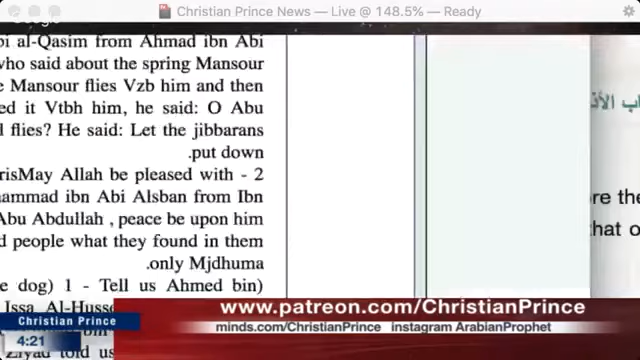 Christian Prince News — Live @ 148.5% — Ready
al-Qasim from Ahmad ibn Abi
who said about the spring Mansour
Mansour flies Vzb him and then
ed it Vtbh him, he said: O Abu
flies? He said: Let the jibbarans
.put down
risMay Allah be pleased with - 2
ammad ibn Abi Alsban from Ibn
Abu Abdullah , peace be upon him
d people what they found in them
.only Mjdhuma
e dog) 1 - Tell us Ahmed bin)
Issa
told us
re the
that o
www.patreon.com/ChristianPrince
minds.com/ChristianPrince instagram ArabianProphet
Christian Prince
4:21